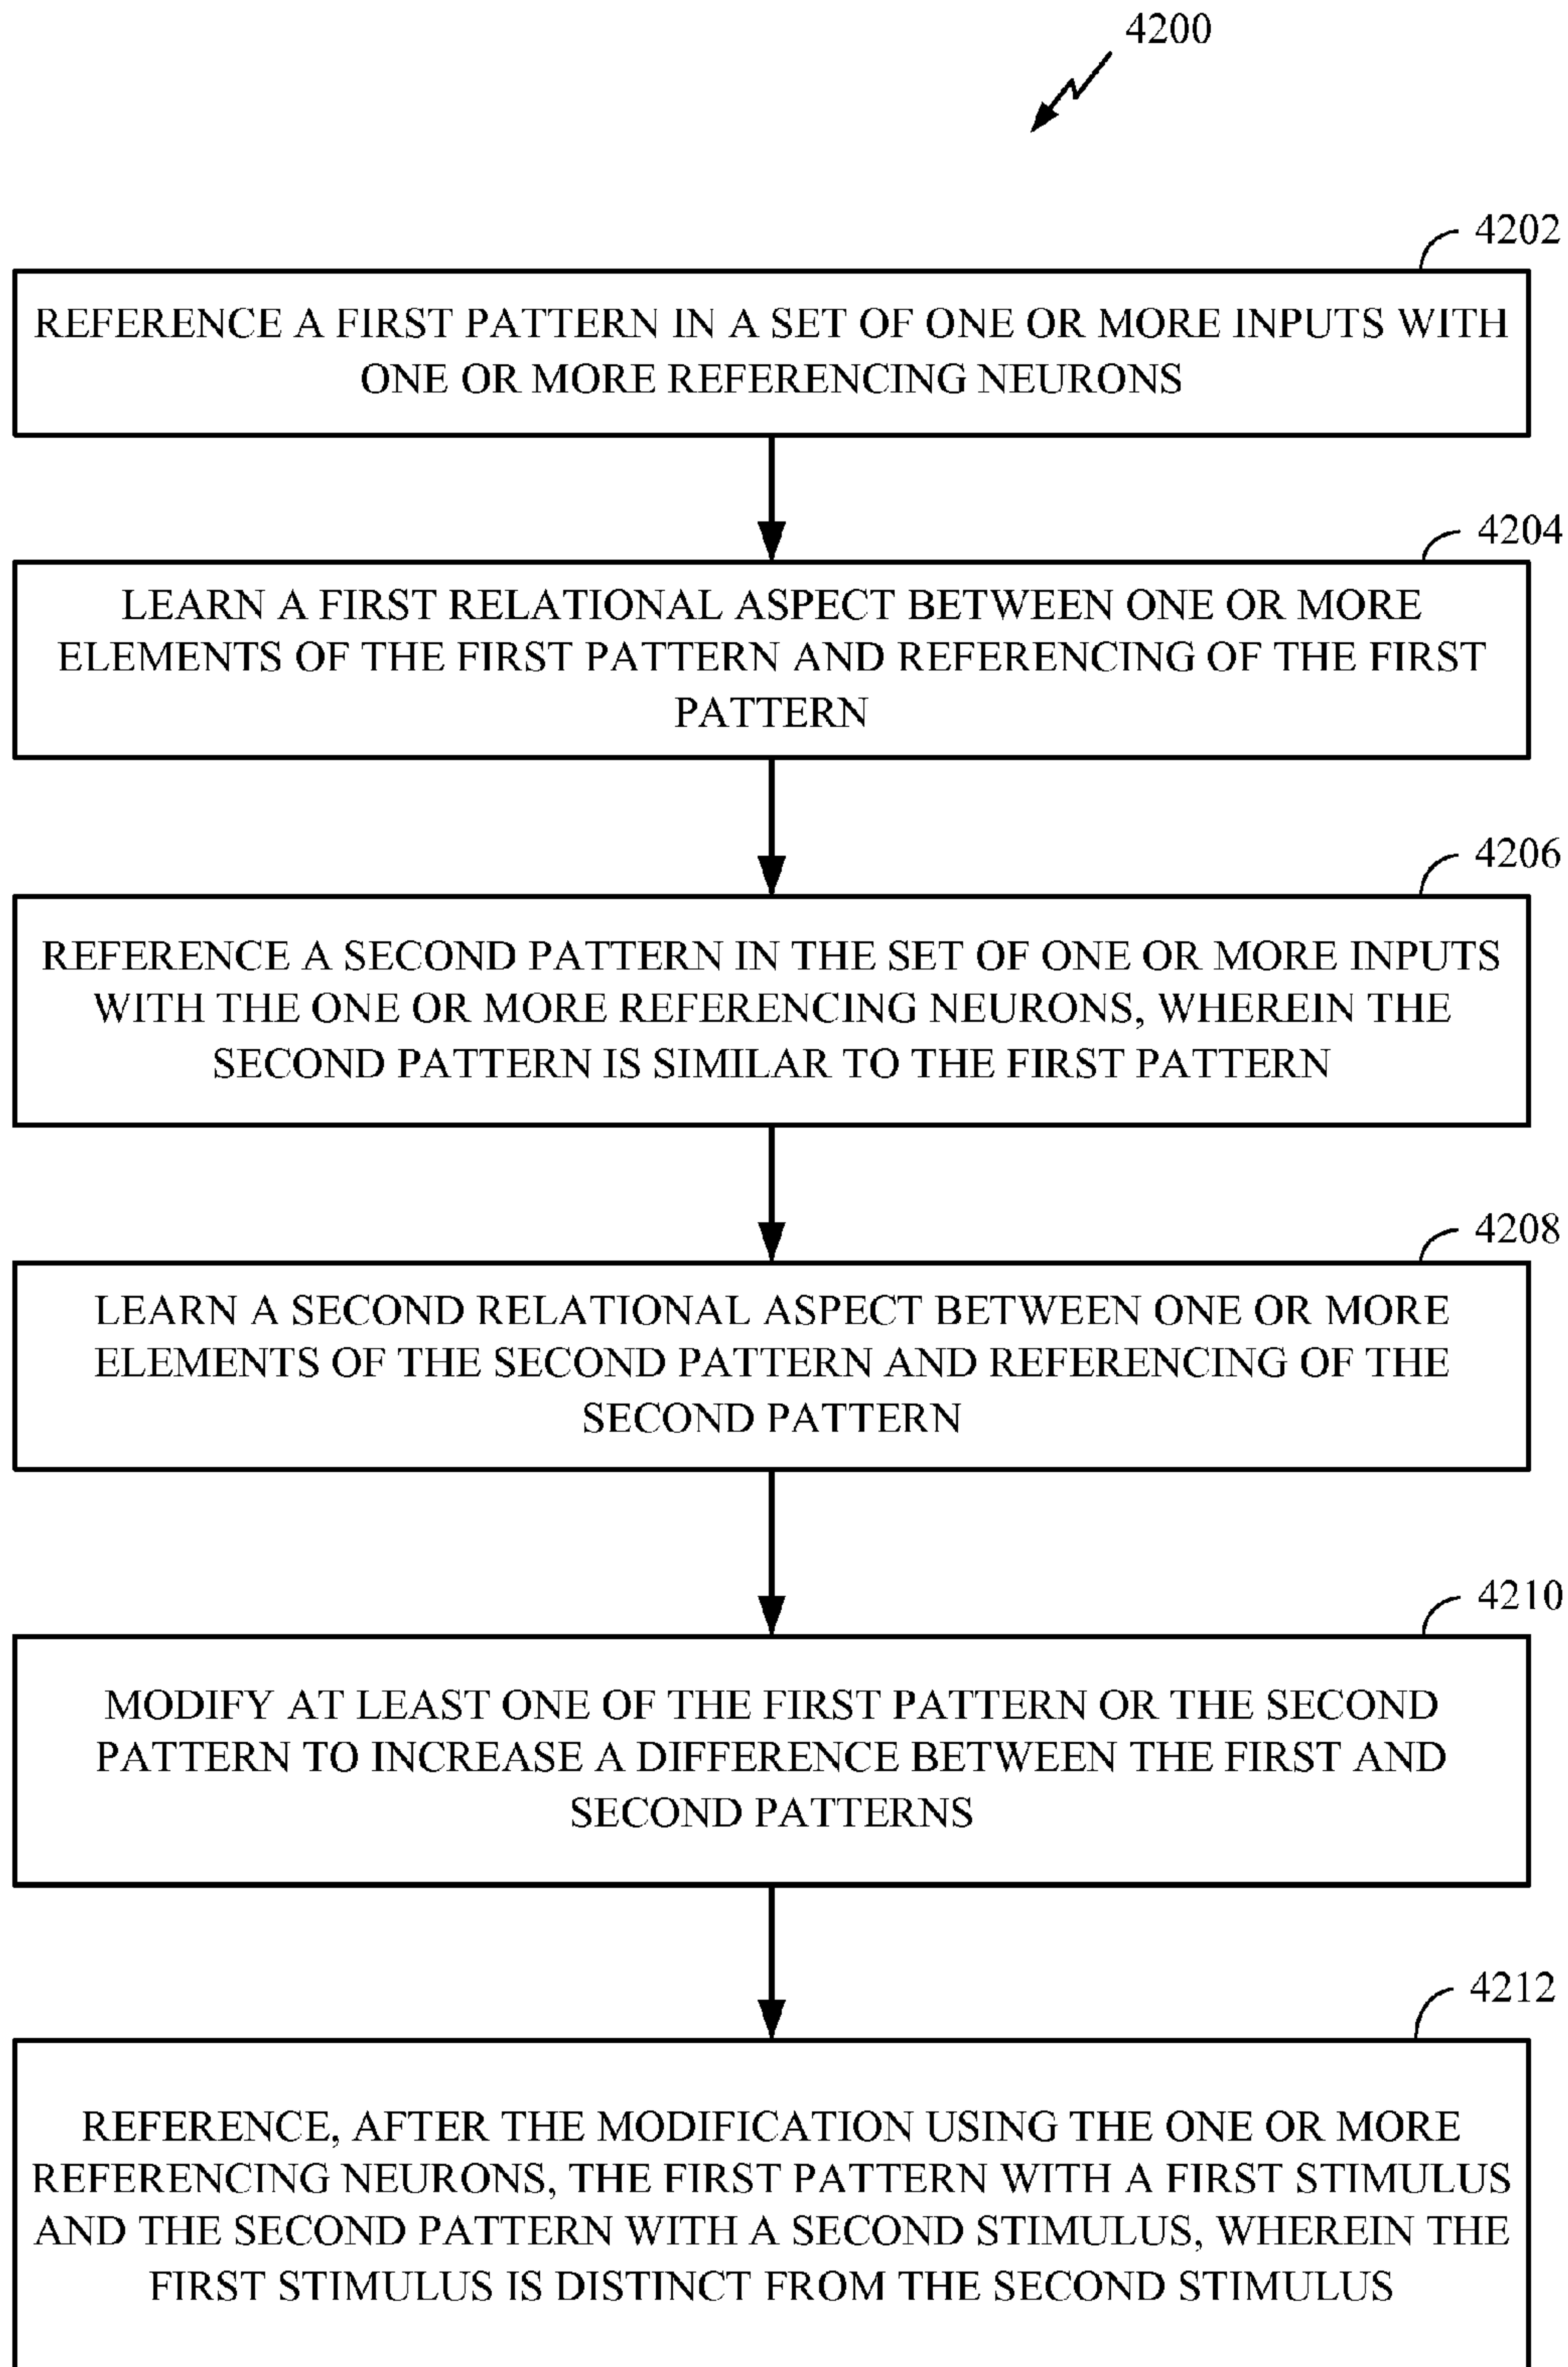 4200
4202
REFERENCE A FIRST PATTERN IN A SET OF ONE OR MORE INPUTS WITH
ONE OR MORE REFERENCING NEURONS
4204
LEARN A FIRST RELATIONAL ASPECT BETWEEN ONE OR MORE
ELEMENTS OF THE FIRST PATTERN AND REFERENCING OF THE FIRST
PATTERN
4206
REFERENCE A SECOND PATTERN IN THE SET OF ONE OR MORE INPUTS
WITH THE ONE OR MORE REFERENCING NEURONS, WHEREIN THE
SECOND PATTERN IS SIMILAR TO THE FIRST PATTERN
4208
LEARN A SECOND RELATIONAL ASPECT BETWEEN ONE OR MORE
ELEMENTS OF THE SECOND PATTERN AND REFERENCING OF THE
SECOND PATTERN
4210
MODIFY AT LEAST ONE OF THE FIRST PATTERN OR THE SECOND
PATTERN TO INCREASE A DIFFERENCE BETWEEN THE FIRST AND
SECOND PATTERNS
4212
REFERENCE, AFTER THE MODIFICATION USING THE ONE OR MORE
REFERENCING NEURONS, THE FIRST PATTERN WITH A FIRST STIMULUS
AND THE SECOND PATTERN WITH A SECOND STIMULUS, WHEREIN THE
FIRST STIMULUS IS DISTINCT FROM THE SECOND STIMULUS